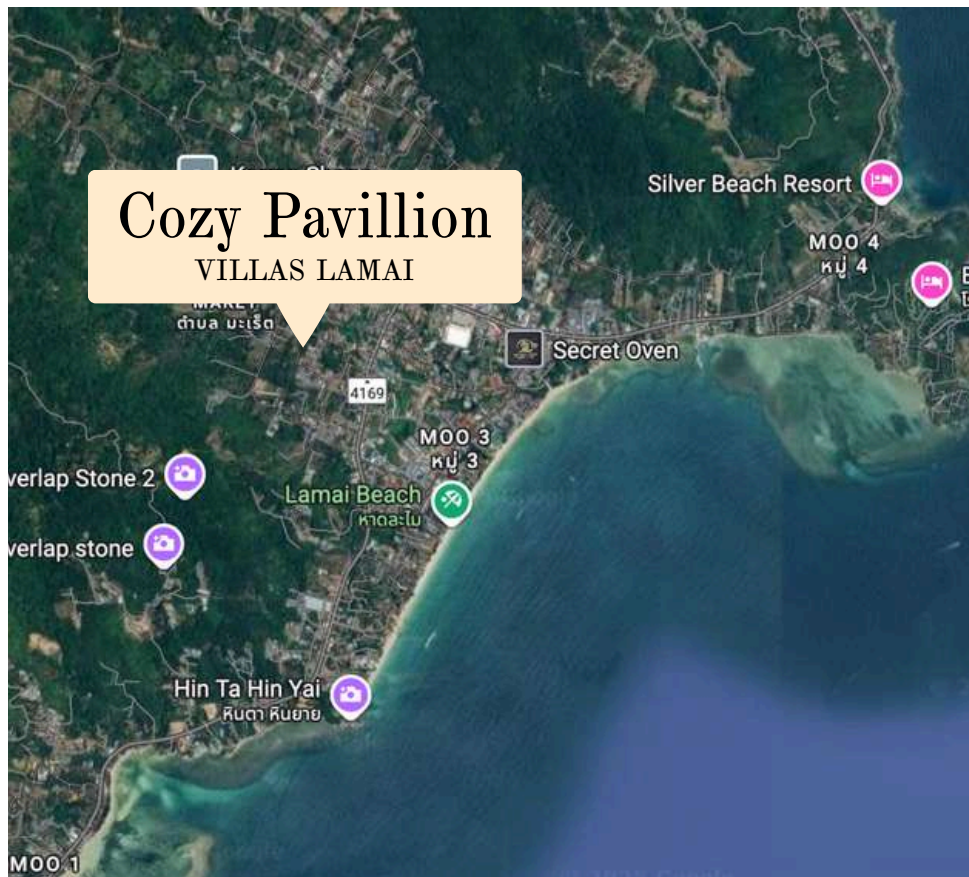 Cozy Pavillion
VILLAS LAMAI
Silver Beach Resort
MOO 4
หมู่ 4
ตำบล มะเร็ต
Secret Oven
4169
MOO 3
หมู่ 3
verlap Stone 2
Lamai Beach
หาดละไม
verlap stone
Hin Ta Hin Yai
หินตา หินยาย
MOO 1